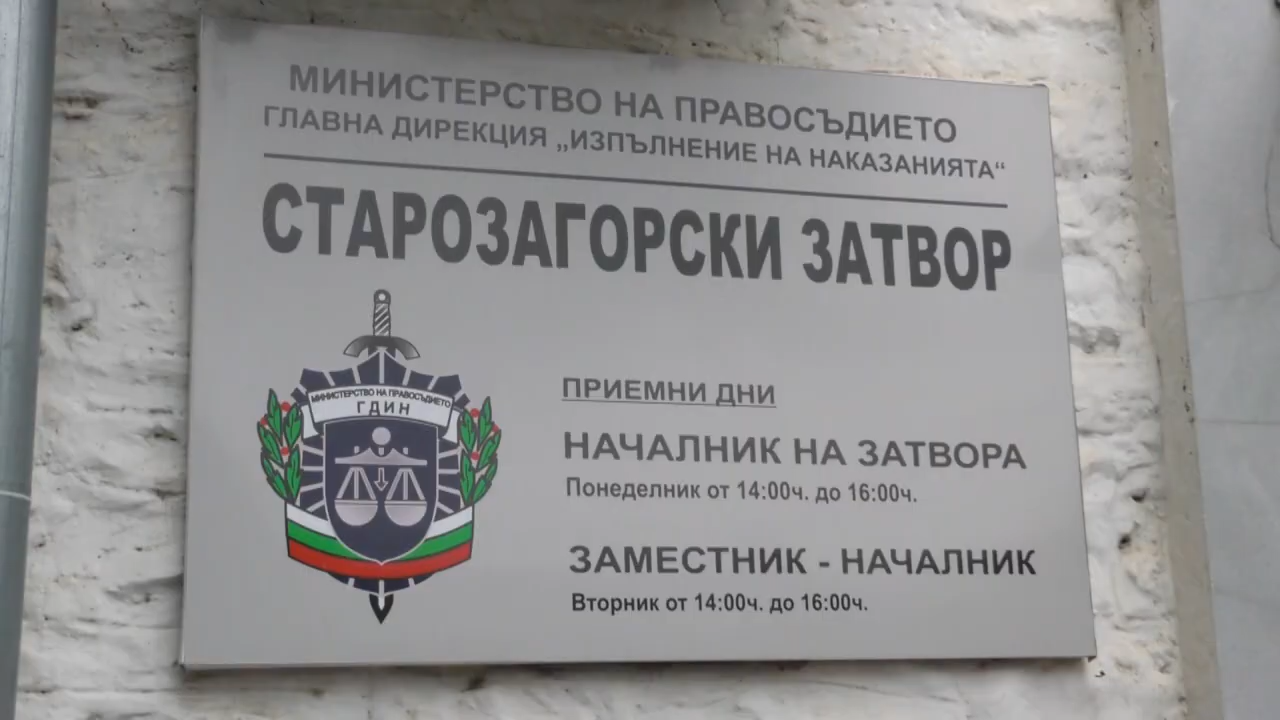 МИНИСТЕРСТВО НА ПРАВОСЪДИЕТО
ГЛАВНА ДИРЕКЦИЯ „ИЗПЪЛНЕНИЕ НА НАКАЗАНИЯТА“
СТАРОЗАГОРСКИ ЗАТВОР
МИНИСТЕРСТВО НА ПРАВОСЪДИЕТО
ГДИН
ПРИЕМНИ ДНИ
НАЧАЛНИК НА ЗАТВОРА
Понеделник от 14:00ч. до 16:00ч.
ЗАМЕСТНИК - НАЧАЛНИК
Вторник от 14:00ч. до 16:00ч.